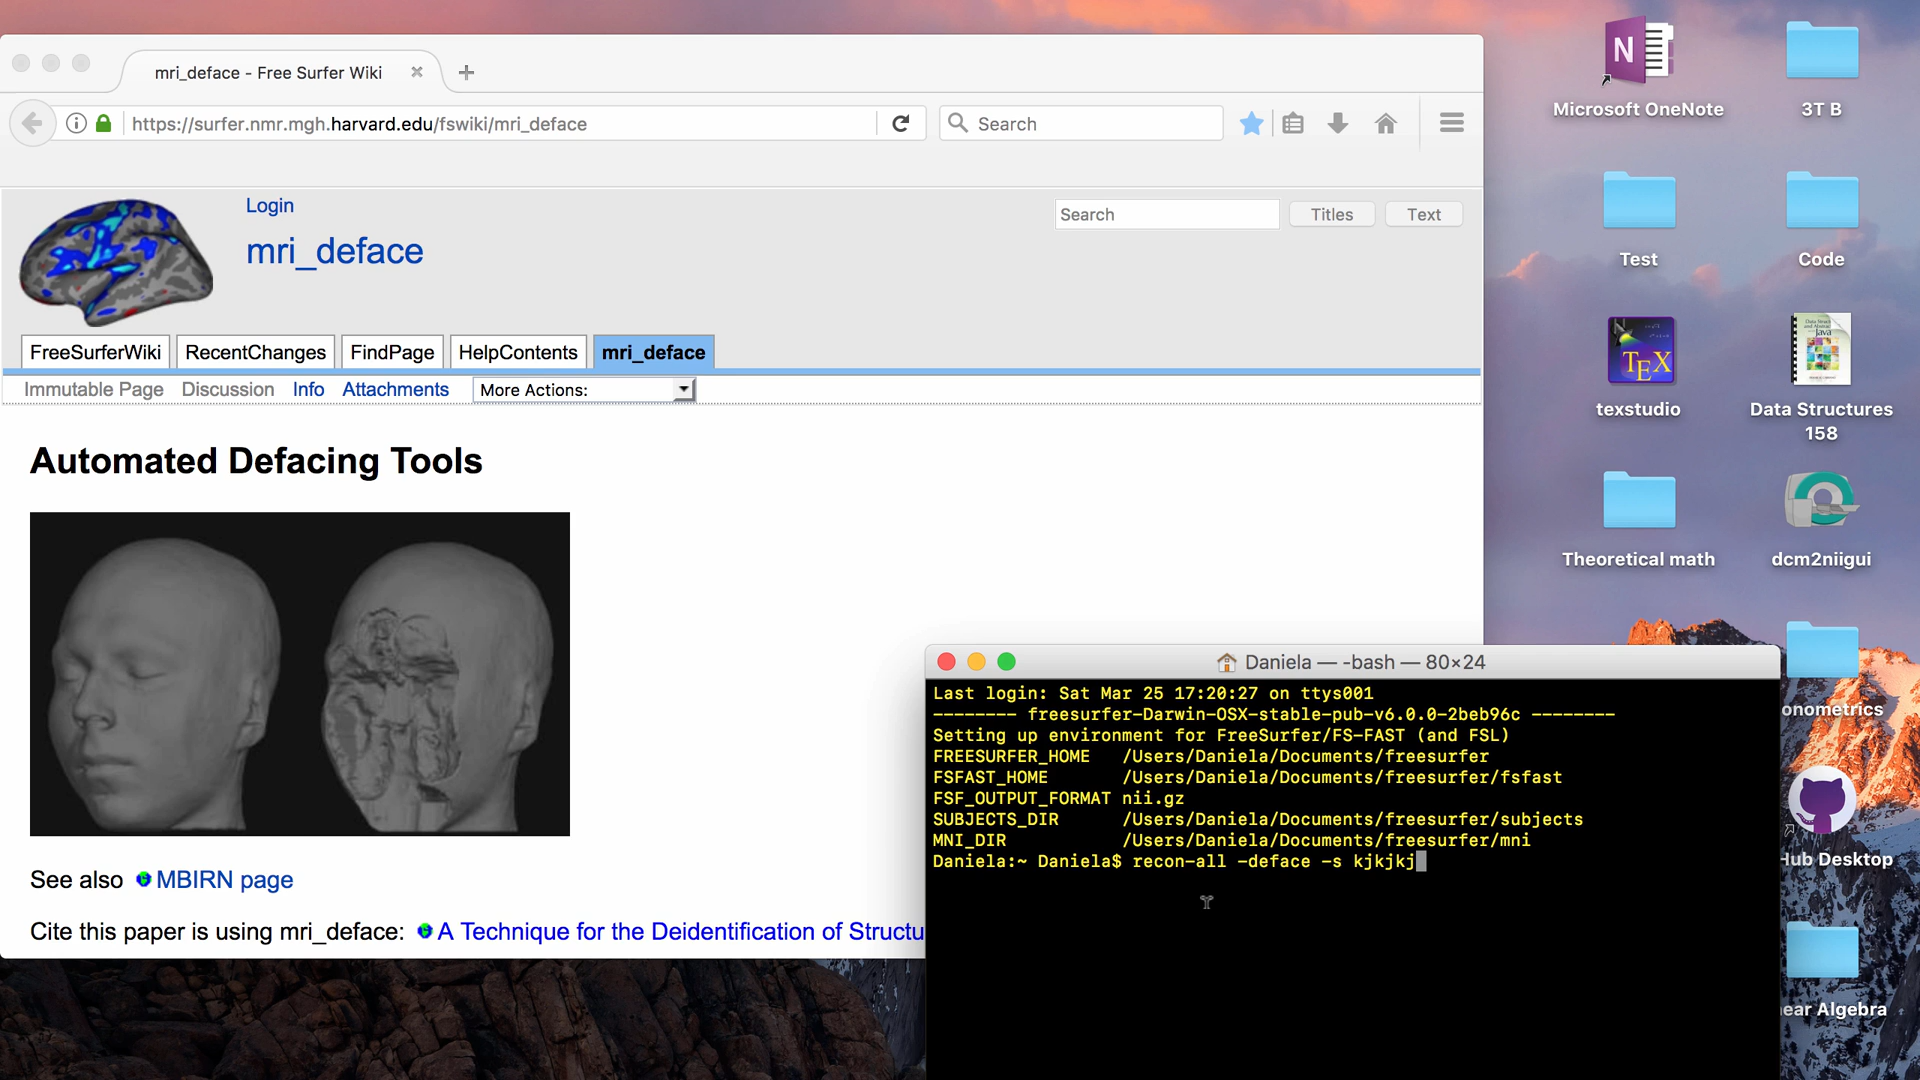 mri_deface - Free Surfer Wiki
https://surfer.nmr.mgh.harvard.edu/fswiki/mri_deface
Search
Login
mri_deface
Search
Titles
Text
FreeSurferWiki
RecentChanges
FindPage
HelpContents
mri_deface
Immutable Page
Discussion
Info
Attachments
More Actions:
Automated Defacing Tools
See also MBIRN page
Cite this paper is using mri_deface: A Technique for the Deidentification of Structu
Daniela — -bash — 80×24
Last login: Sat Mar 25 17:20:27 on ttys001
-------- freesurfer-Darwin-OSX-stable-pub-v6.0.0-2beb96c --------
Setting up environment for FreeSurfer/FS-FAST (and FSL)
FREESURFER_HOME /Users/Daniela/Documents/freesurfer
FSFAST_HOME /Users/Daniela/Documents/freesurfer/fsfast
FSF_OUTPUT_FORMAT nii.gz
SUBJECTS_DIR /Users/Daniela/Documents/freesurfer/subjects
MNI_DIR /Users/Daniela/Documents/freesurfer/mni
Daniela:~ Daniela$ recon-all -deface -s kjkjkj
N
Microsoft OneNote
3T B
Test
Code
TEX
texstudio
Java
Data Structures
158
Theoretical math
dcm2niigui
onometrics
Hub Desktop
ear Algebra